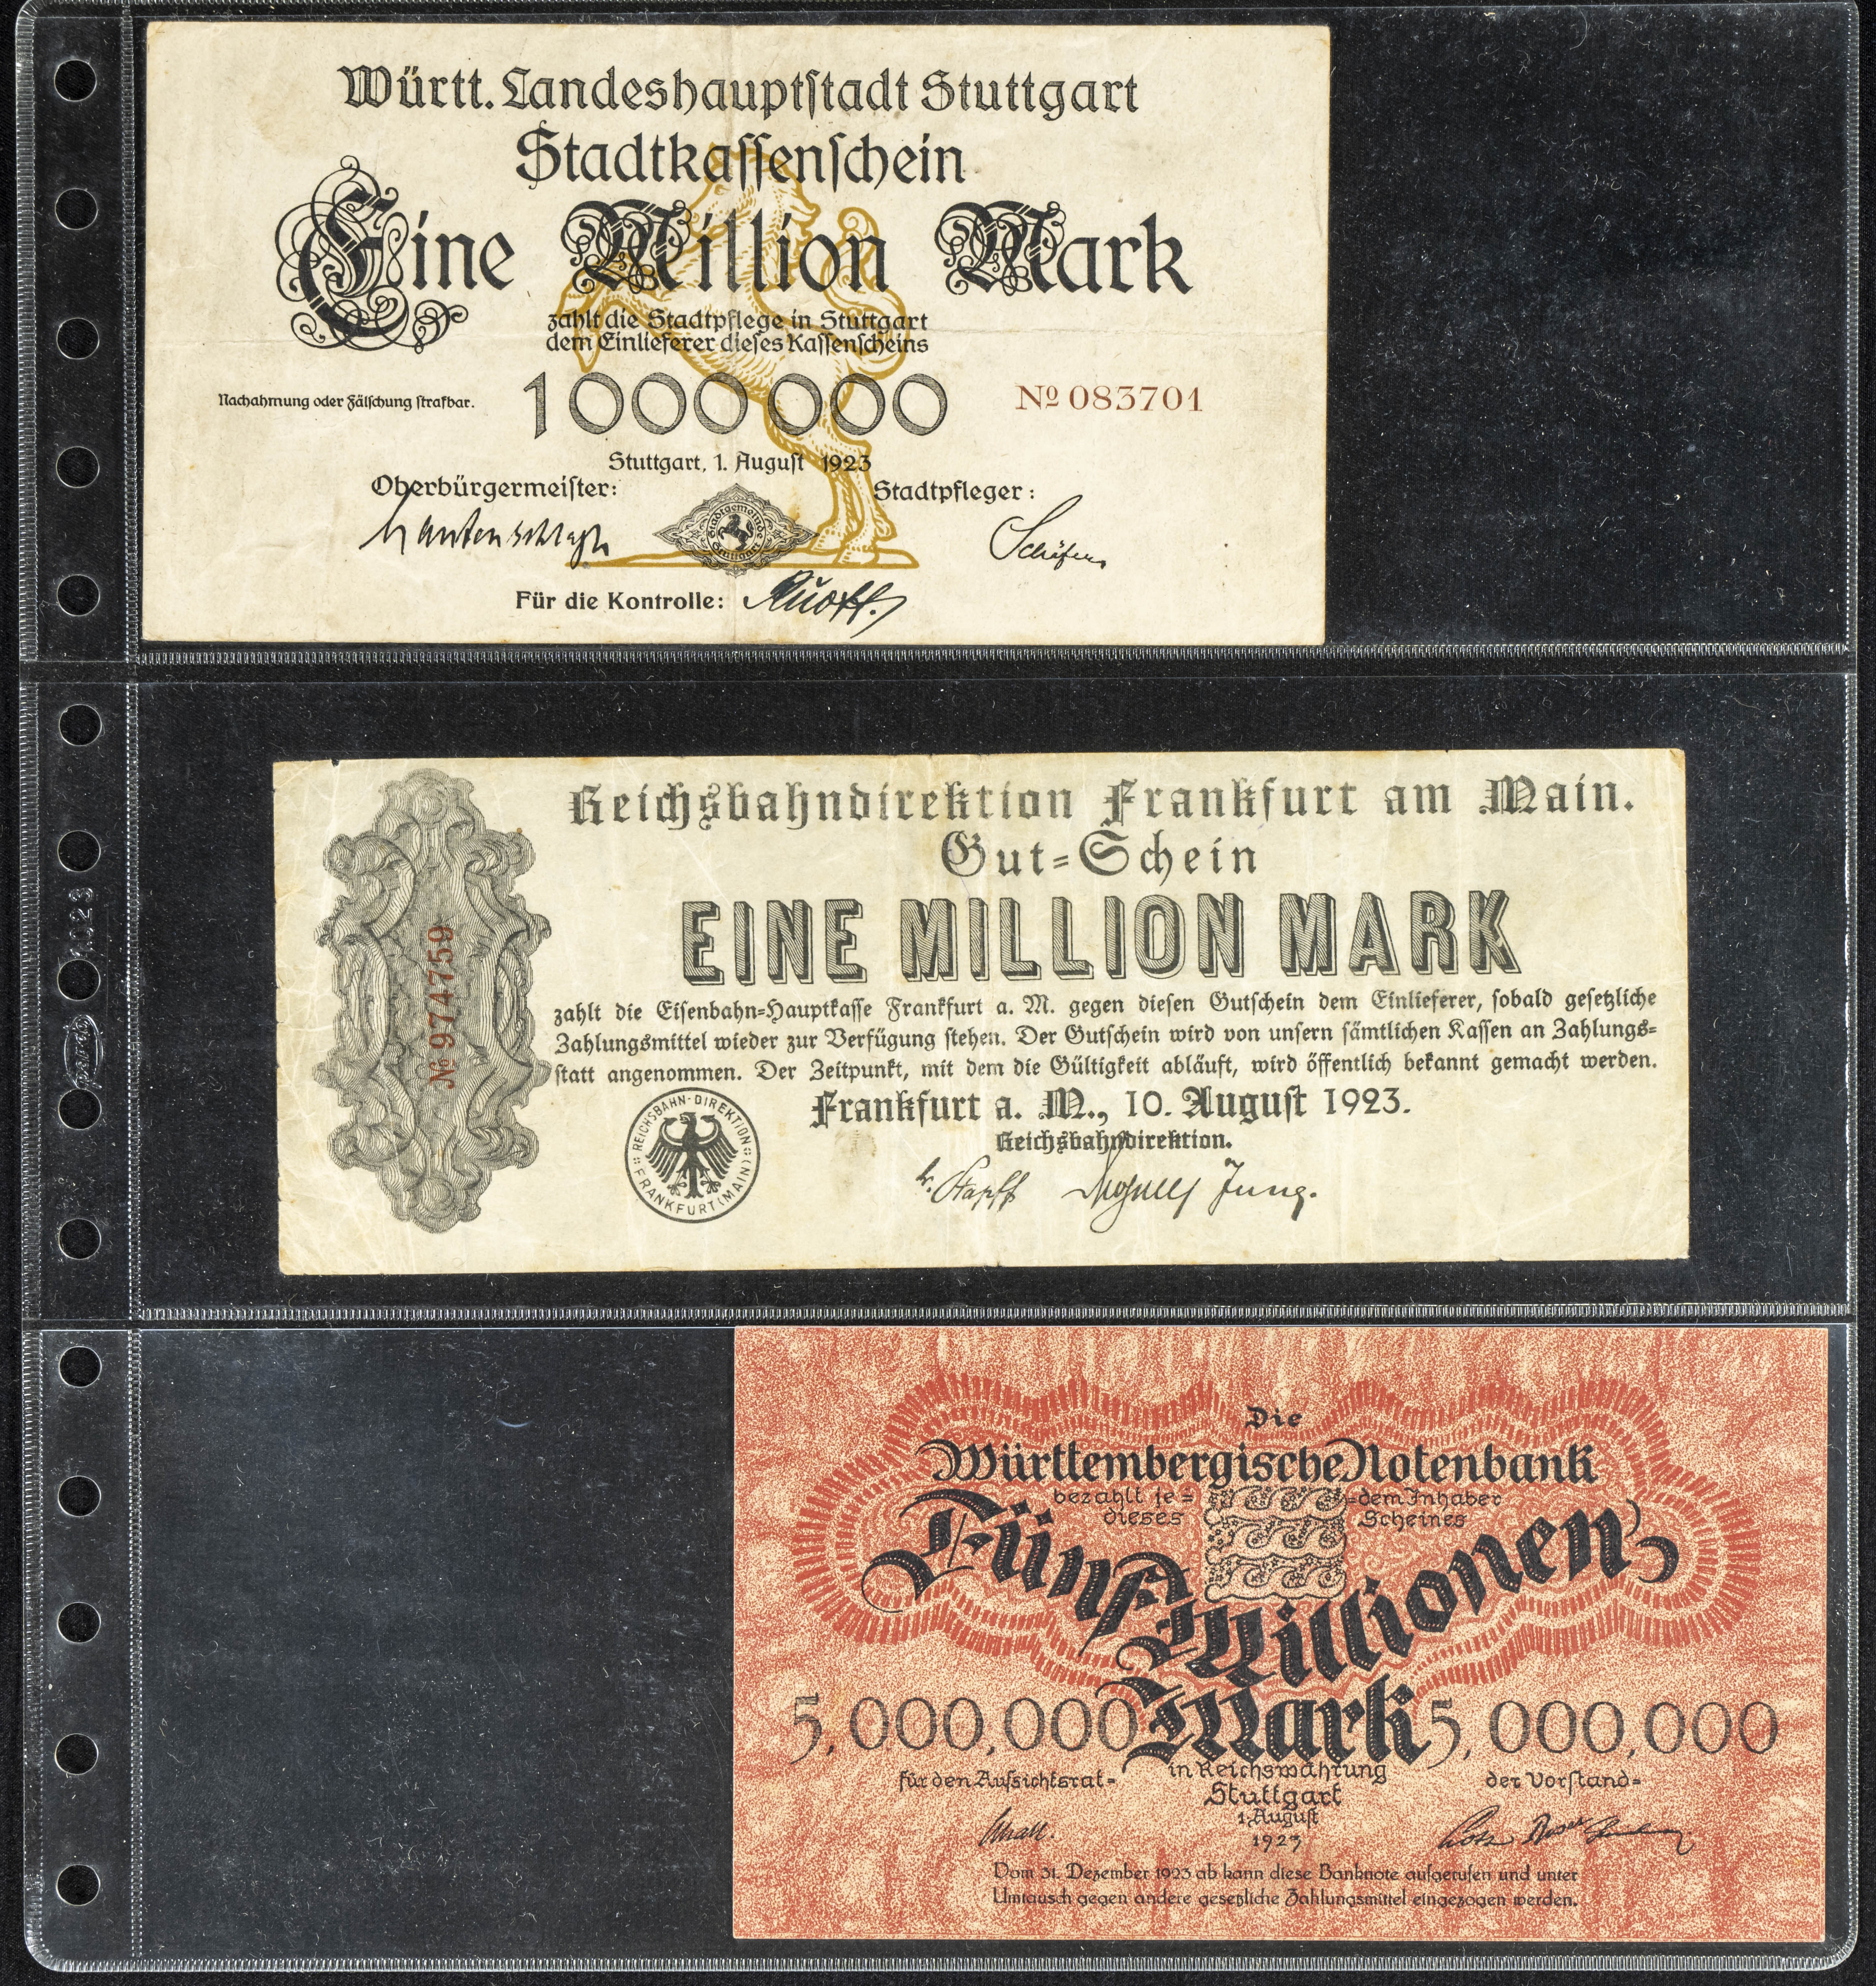 Württ. Landeshauptstadt Stuttgart
Stadtkassenschein
Eine Million Mark
zahlt die Stadtpflege in Stuttgart
dem Einlieferer dieses Kassenscheins
Nachahmung oder Fälschung strafbar.
1000000
№ 083701
Stuttgart, 1. August 1923
Oberbürgermeister:
Stadtpfleger:
Lautenschlager
Stadtgemeinde Stuttgart
Schäfer
Für die Kontrolle:
Reichsbahndirektion Frankfurt am Main.
Gut=Schein
EINE MILLION MARK
№ 974759
zahlt die Eisenbahn=Hauptkasse Frankfurt a. M. gegen diesen Gutschein dem Einlieferer, sobald gesetzliche
Zahlungsmittel wieder zur Verfügung stehen. Der Gutschein wird von unsern sämtlichen Kassen an Zahlungs=
statt angenommen. Der Zeitpunkt, mit dem die Gültigkeit abläuft, wird öffentlich bekannt gemacht werden.
Frankfurt a. M., 10. August 1923.
Reichsbahndirektion.
REICHSBAHN-DIREKTION
FRANKFURT (MAIN)
Jung.
Die
Württembergische Notenbank
bezahlt je= =dem Inhaber
dieses Scheines
Fünf Millionen
Mark
5,000,000 5,000,000
für den Aufsichtsrat=
in Reichswährung
der Vorstand=
Stuttgart
1. August
1923
Vom 31. Dezember 1923 ab kann diese Banknote aufgerufen und unter
Umtausch gegen andere gesetzliche Zahlungsmittel eingezogen werden.